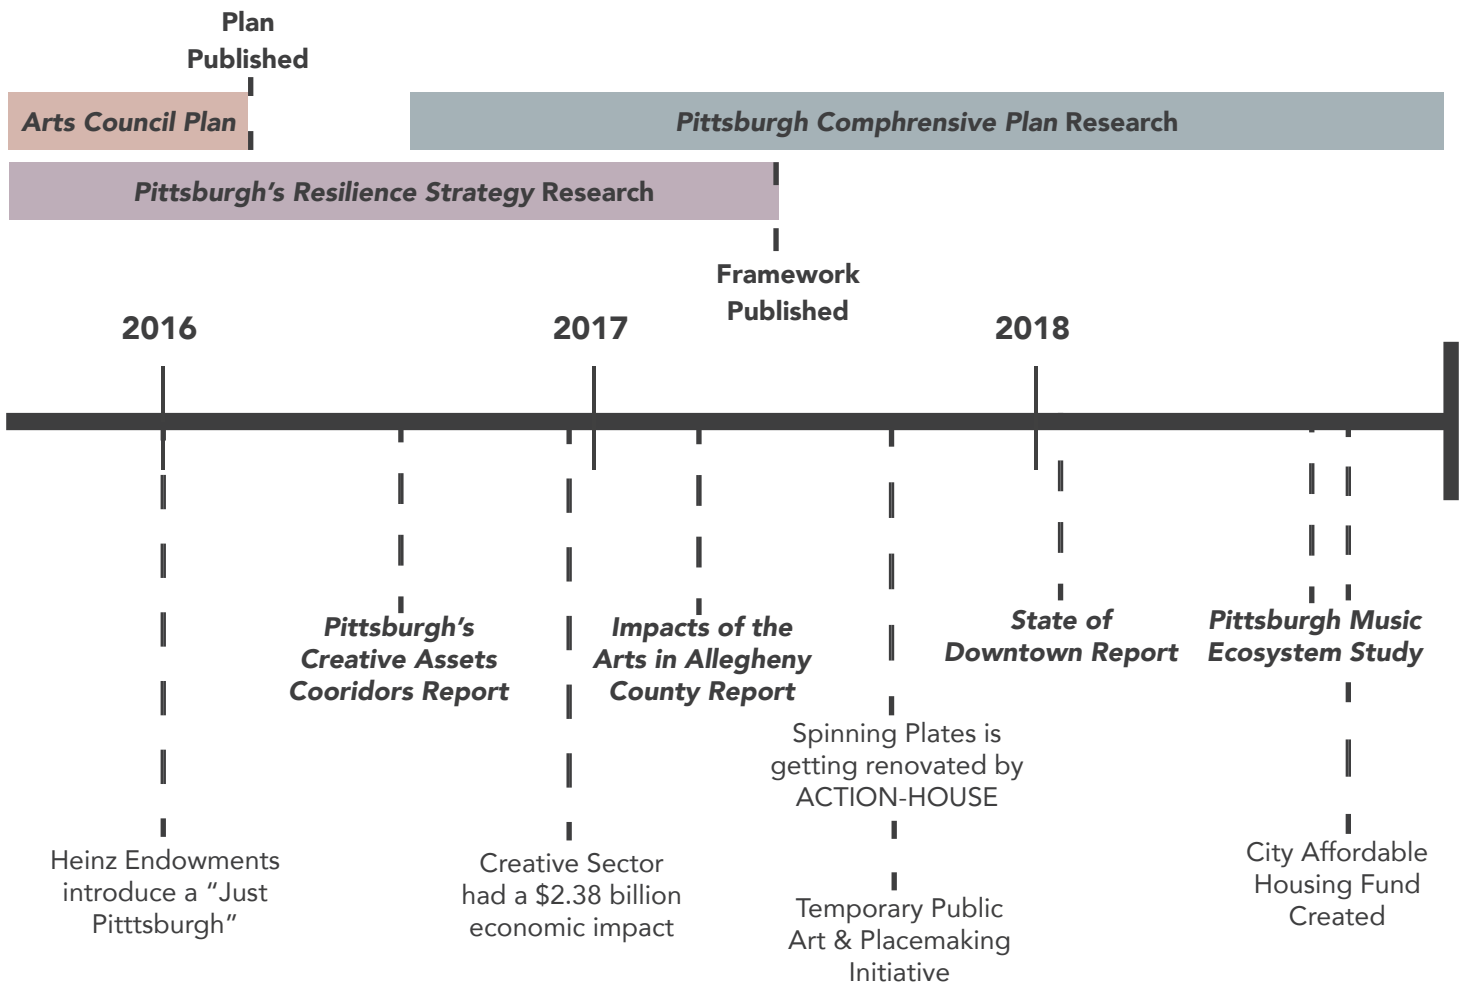 Plan
Published
Arts Council Plan
Pittsburgh Comphrensive Plan Research
Pittsburgh’s Resilience Strategy Research
Framework
Published
2016
2017
2018
Pittsburgh’s
Creative Assets
Cooridors Report
Impacts of the
Arts in Allegheny
County Report
State of
Downtown Report
Pittsburgh Music
Ecosystem Study
Spinning Plates is
getting renovated by
ACTION-HOUSE
Heinz Endowments
introduce a “Just
Pitttsburgh”
Creative Sector
had a $2.38 billion
economic impact
Temporary Public
Art & Placemaking
Initiative
City Affordable
Housing Fund
Created